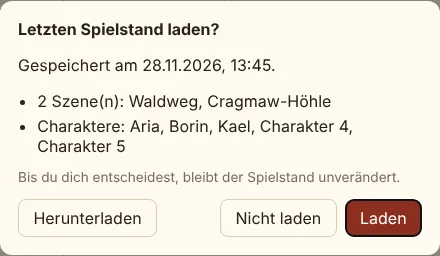 Letzten Spielstand laden?
Gespeichert am 28.11.2026, 13:45.
• 2 Szene(n): Waldweg, Cragmaw-Höhle
• Charaktere: Aria, Borin, Kael, Charakter 4,
Charakter 5
Bis du dich entscheidest, bleibt der Spielstand unverändert.
Herunterladen Nicht laden Laden